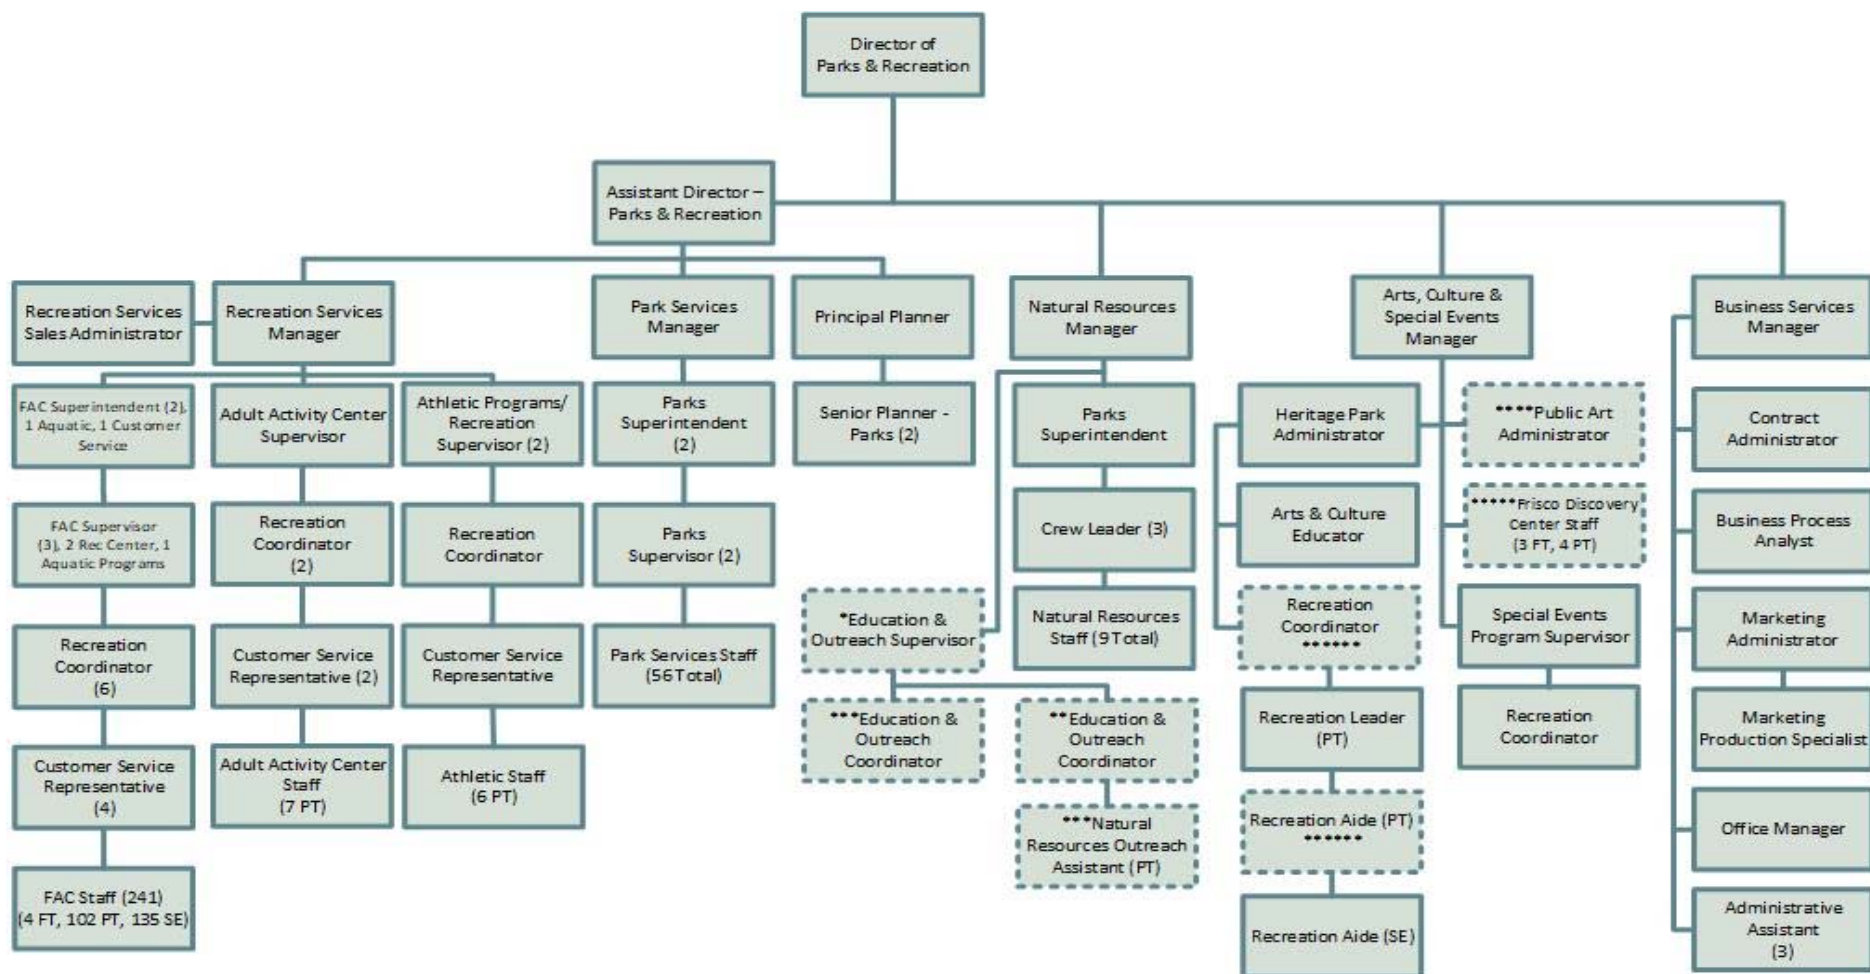 Director of
Parks & Recreation
Assistant Director –
Parks & Recreation
Recreation Services
Sales Administrator
Recreation Services
Manager
Park Services
Manager
Principal Planner
Natural Resources
Manager
Arts, Culture &
Special Events
Manager
Business Services
Manager
FAC Superintendent (2),
1 Aquatic, 1 Customer
Service
Adult Activity Center
Supervisor
Athletic Programs/
Recreation
Supervisor (2)
Parks
Superintendent
(2)
Senior Planner -
Parks (2)
Parks
Superintendent
Heritage Park
Administrator
****Public Art
Administrator
Contract
Administrator
FAC Supervisor
(3), 2 Rec Center, 1
Aquatic Programs
Recreation
Coordinator
(2)
Recreation
Coordinator
Parks
Supervisor (2)
Crew Leader (3)
Arts & Culture
Educator
*****Frisco Discovery
Center Staff
(3 FT, 4 PT)
Business Process
Analyst
Recreation
Coordinator
(6)
Customer Service
Representative (2)
Customer Service
Representative
Park Services Staff
(56 Total)
*Education &
Outreach Supervisor
Natural Resources
Staff (9 Total)
Recreation
Coordinator
******
Special Events
Program Supervisor
Marketing
Administrator
Customer Service
Representative
(4)
Adult Activity Center
Staff
(7 PT)
Athletic Staff
(6 PT)
***Education &
Outreach
Coordinator
**Education &
Outreach
Coordinator
Recreation Leader
(PT)
Recreation
Coordinator
Marketing
Production Specialist
***Natural
Resources Outreach
Assistant (PT)
Recreation Aide (PT)
******
Office Manager
FAC Staff (241)
(4 FT, 102 PT, 135 SE)
Recreation Aide (SE)
Administrative
Assistant
(3)